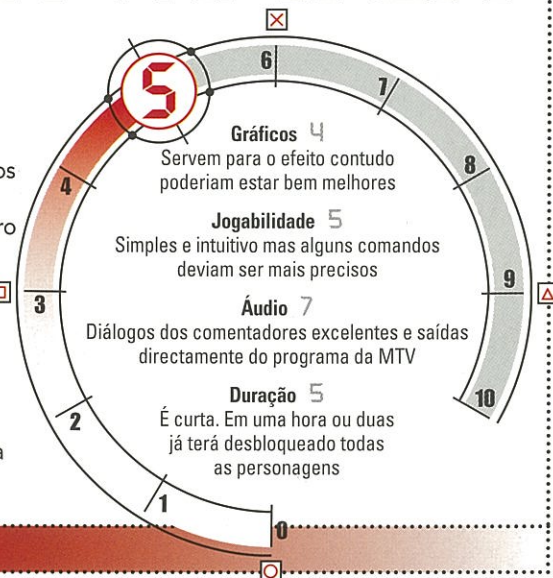 5
6
7
8
9
10
4
3
2
1
0
Gráficos 4
Servem para o efeito contudo
poderiam estar bem melhores
Jogabilidade 5
Simples e intuitivo mas alguns comandos
deviam ser mais precisos
Áudio 7
Diálogos dos comentadores excelentes e saídas
directamente do programa da MTV
Duração 5
É curta. Em uma hora ou duas
já terá desbloqueado todas
as personagens